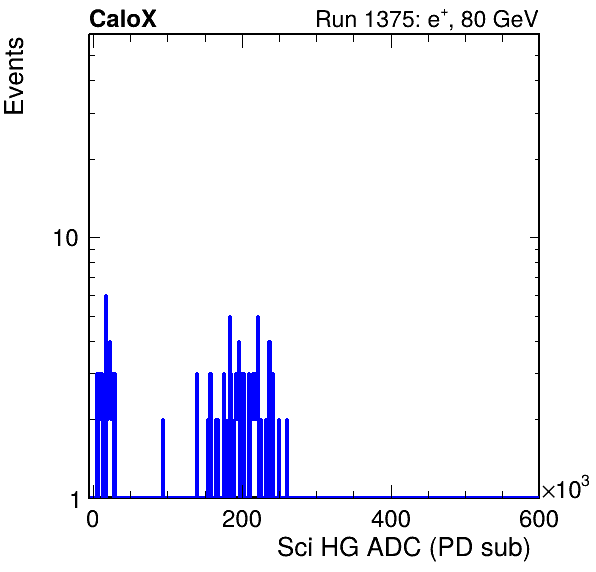 CaloX Run 1375: e⁺, 80 GeV
Events
10
1
0 200 400 600
×10³
Sci HG ADC (PD sub)